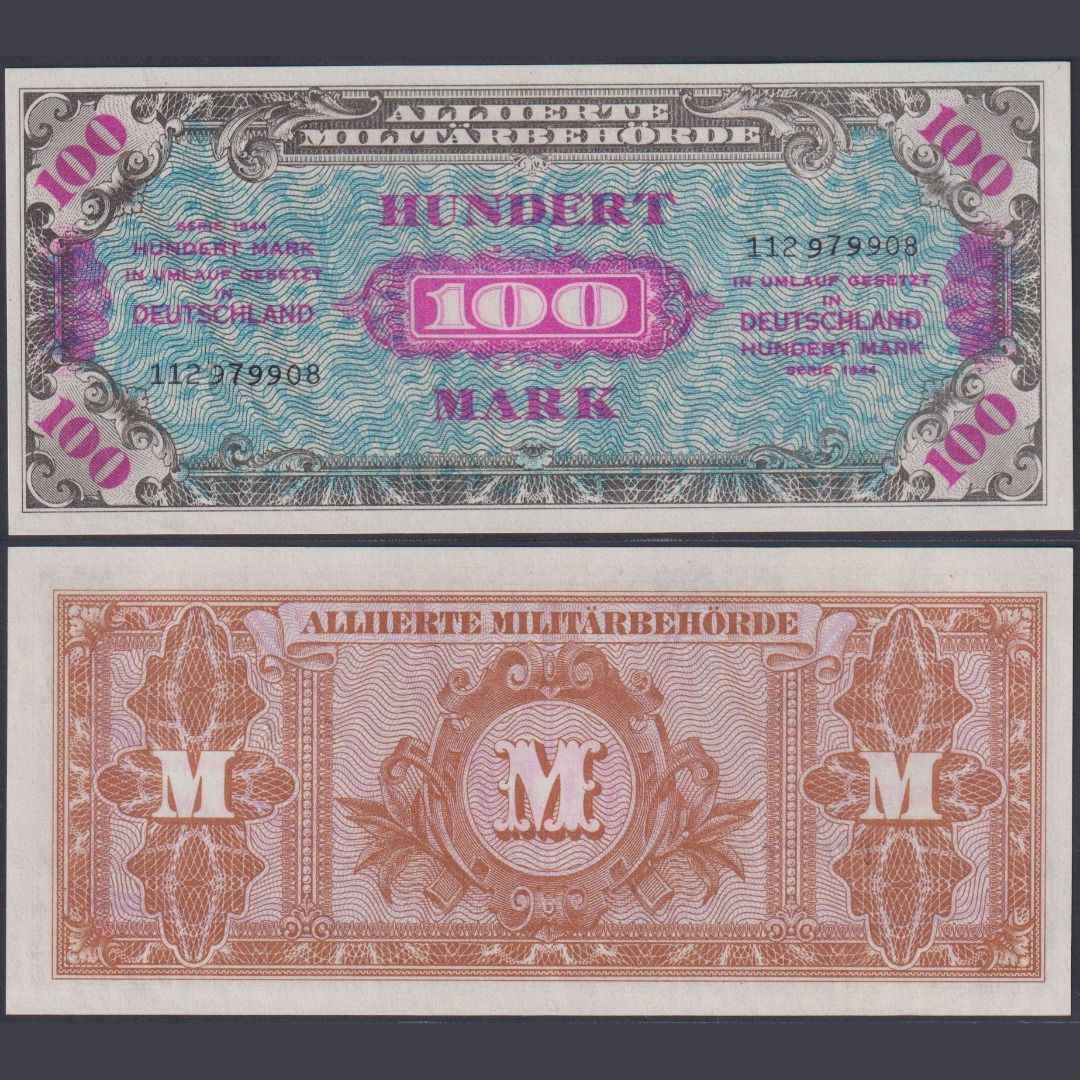 ALLIIERTE
MILITÄRBEHÖRDE
100
100
HUNDERT
SERIE 1944
HUNDERT MARK
IN UMLAUF GESETZT
IN
DEUTSCHLAND
112979908
100
112979908
IN UMLAUF GESETZT
IN
DEUTSCHLAND
HUNDERT MARK
SERIE 1944
MARK
100
100
ALLIIERTE MILITÄRBEHÖRDE
M
M
M